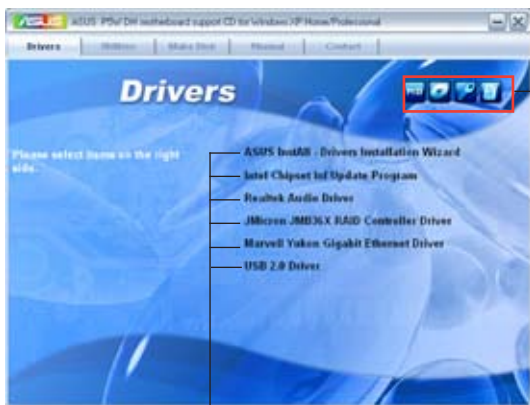 ASUS P5W DH motherboard support CD for Windows XP Home/Professional
Drivers Utilities Make Disk Manual Contact
Drivers
Please select items on the right
side.
ASUS InstAll - Drivers Installation Wizard
Intel Chipset Inf Update Program
Realtek Audio Driver
JMicron JMB36X RAID Controller Driver
Marvell Yukon Gigabit Ethernet Driver
USB 2.0 Driver